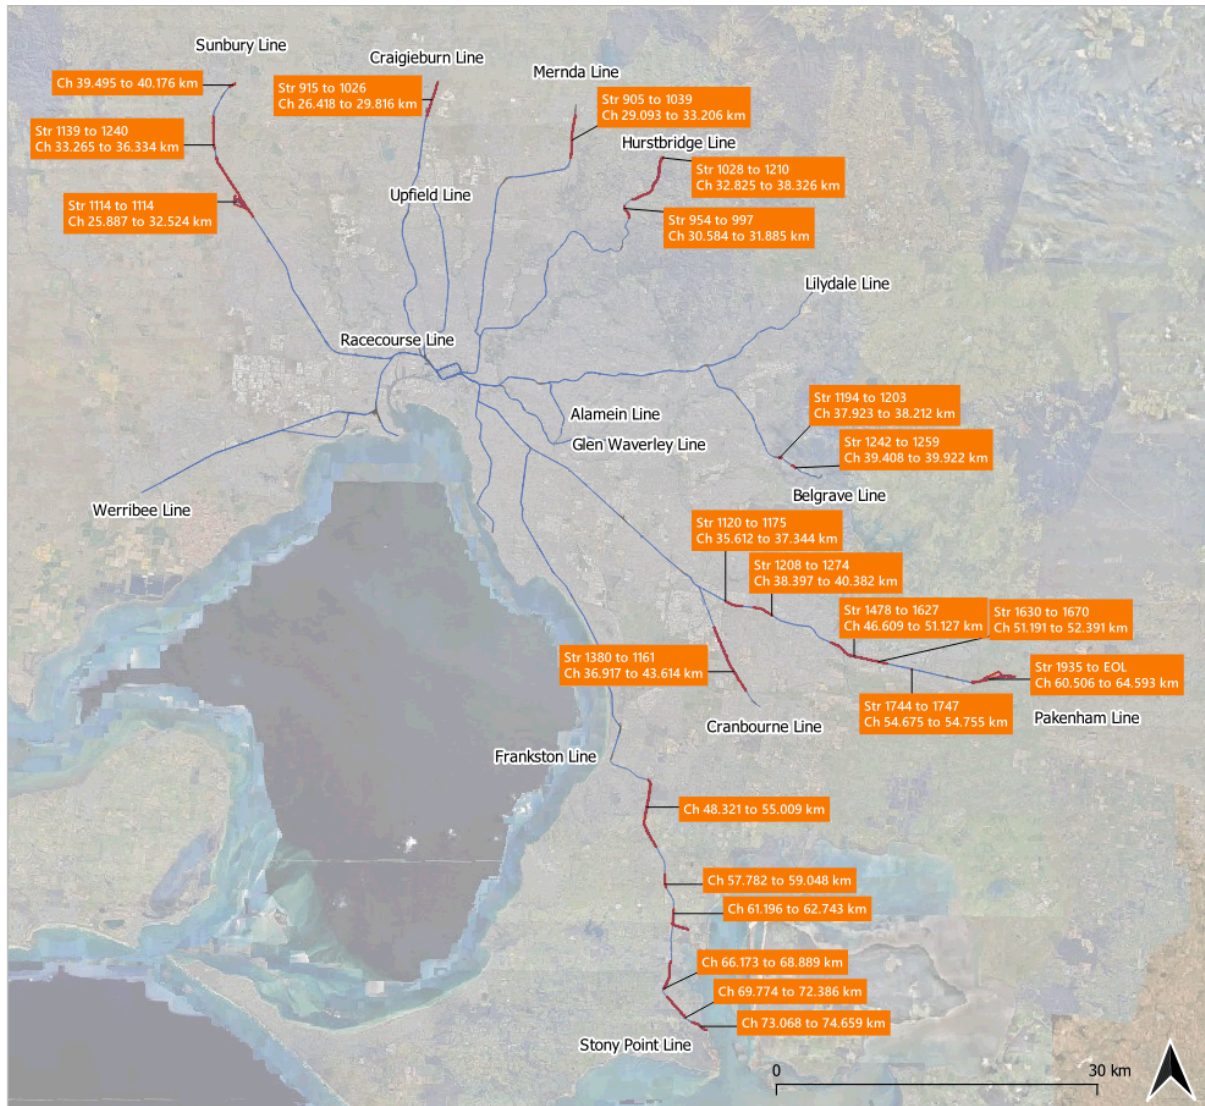 Sunbury Line
Craigieburn Line
Mernda Line
Ch 39.495 to 40.176 km
Str 915 to 1026
Ch 26.418 to 29.816 km
Str 905 to 1039
Ch 29.093 to 33.206 km
Str 1139 to 1240
Ch 33.265 to 36.334 km
Hurstbridge Line
Str 1028 to 1210
Ch 32.825 to 38.326 km
Upfield Line
Str 1114 to 1114
Ch 25.887 to 32.524 km
Str 954 to 997
Ch 30.584 to 31.885 km
Lilydale Line
Racecourse Line
Str 1194 to 1203
Ch 37.923 to 38.212 km
Alamein Line
Glen Waverley Line
Str 1242 to 1259
Ch 39.408 to 39.922 km
Belgrave Line
Werribee Line
Str 1120 to 1175
Ch 35.612 to 37.344 km
Str 1208 to 1274
Ch 38.397 to 40.382 km
Str 1478 to 1627
Ch 46.609 to 51.127 km
Str 1630 to 1670
Ch 51.191 to 52.391 km
Str 1380 to 1161
Ch 36.917 to 43.614 km
Str 1935 to EOL
Ch 60.506 to 64.593 km
Str 1744 to 1747
Ch 54.675 to 54.755 km
Pakenham Line
Cranbourne Line
Frankston Line
Ch 48.321 to 55.009 km
Ch 57.782 to 59.048 km
Ch 61.196 to 62.743 km
Ch 66.173 to 68.889 km
Ch 69.774 to 72.386 km
Ch 73.068 to 74.659 km
Stony Point Line
0
30 km